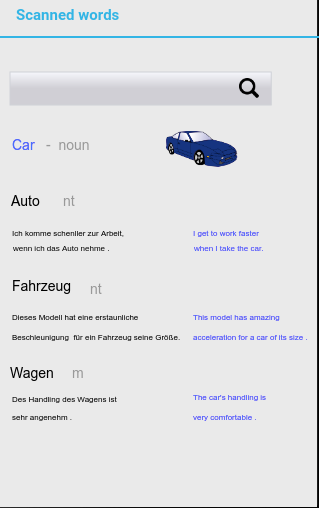 Scanned words
Car - noun
Auto nt
Ich komme schenller zur Arbeit, I get to work faster
wenn ich das Auto nehme . when I take the car.
Fahrzeug nt
Dieses Modell hat eine erstaunliche This model has amazing
Beschleunigung für ein Fahrzeug seine Größe. acceleration for a car of its size .
Wagen m
Des Handling des Wagens ist The car's handling is
sehr angenehm . very comfortable .